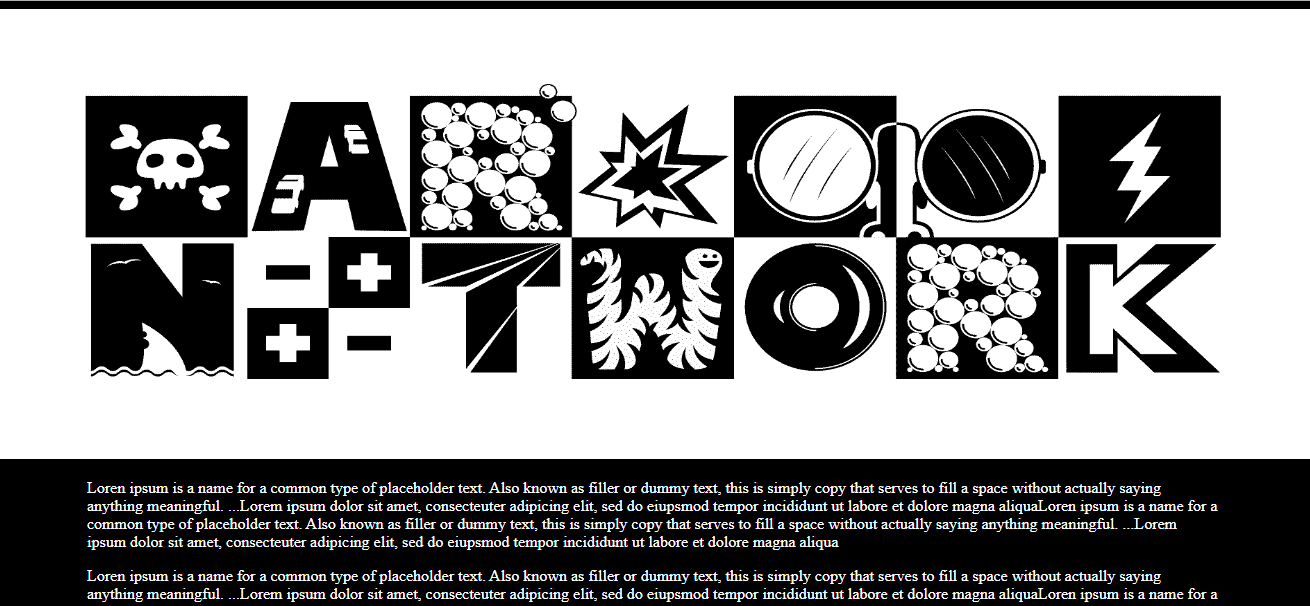 CARTOON
NETWORK
Loren ipsum is a name for a common type of placeholder text. Also known as filler or dummy text, this is simply copy that serves to fill a space without actually saying
anything meaningful. ...Lorem ipsum dolor sit amet, consecteuter adipicing elit, sed do eiupsmod tempor incididunt ut labore et dolore magna aliquaLoren ipsum is a name for a
common type of placeholder text. Also known as filler or dummy text, this is simply copy that serves to fill a space without actually saying anything meaningful. ...Lorem
ipsum dolor sit amet, consecteuter adipicing elit, sed do eiupsmod tempor incididunt ut labore et dolore magna aliqua
Loren ipsum is a name for a common type of placeholder text. Also known as filler or dummy text, this is simply copy that serves to fill a space without actually saying
anything meaningful. ...Lorem ipsum dolor sit amet, consecteuter adipicing elit, sed do eiupsmod tempor incididunt ut labore et dolore magna aliquaLoren ipsum is a name for a